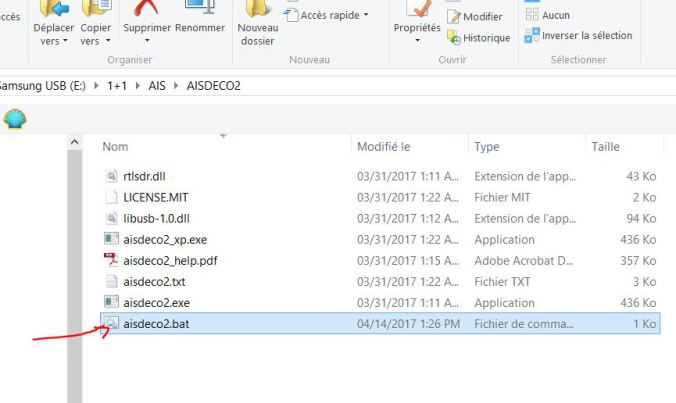 ccès
Déplacer vers
Copier vers
Supprimer
Renommer
Nouveau dossier
Accès rapide
Propriétés
Modifier
Historique
Aucun
Inverser la sélection
Organiser
Nouveau
Ouvrir
Sélectionner
amsung USB (E:) 1+1 AIS AISDECO2
Nom Modifié le Type Taille
rtlsdr.dll 03/31/2017 1:11 A... Extension de l'app... 43 Ko
LICENSE.MIT 03/31/2017 1:22 A... Fichier MIT 2 Ko
libusb-1.0.dll 03/31/2017 1:12 A... Extension de l'app... 94 Ko
aisdeco2_xp.exe 03/31/2017 1:22 A... Application 436 Ko
aisdeco2_help.pdf 03/31/2017 1:15 A... Adobe Acrobat D... 357 Ko
aisdeco2.txt 03/31/2017 1:22 A... Fichier TXT 3 Ko
aisdeco2.exe 03/31/2017 1:11 A... Application 436 Ko
aisdeco2.bat 04/14/2017 1:26 PM Fichier de comma... 1 Ko